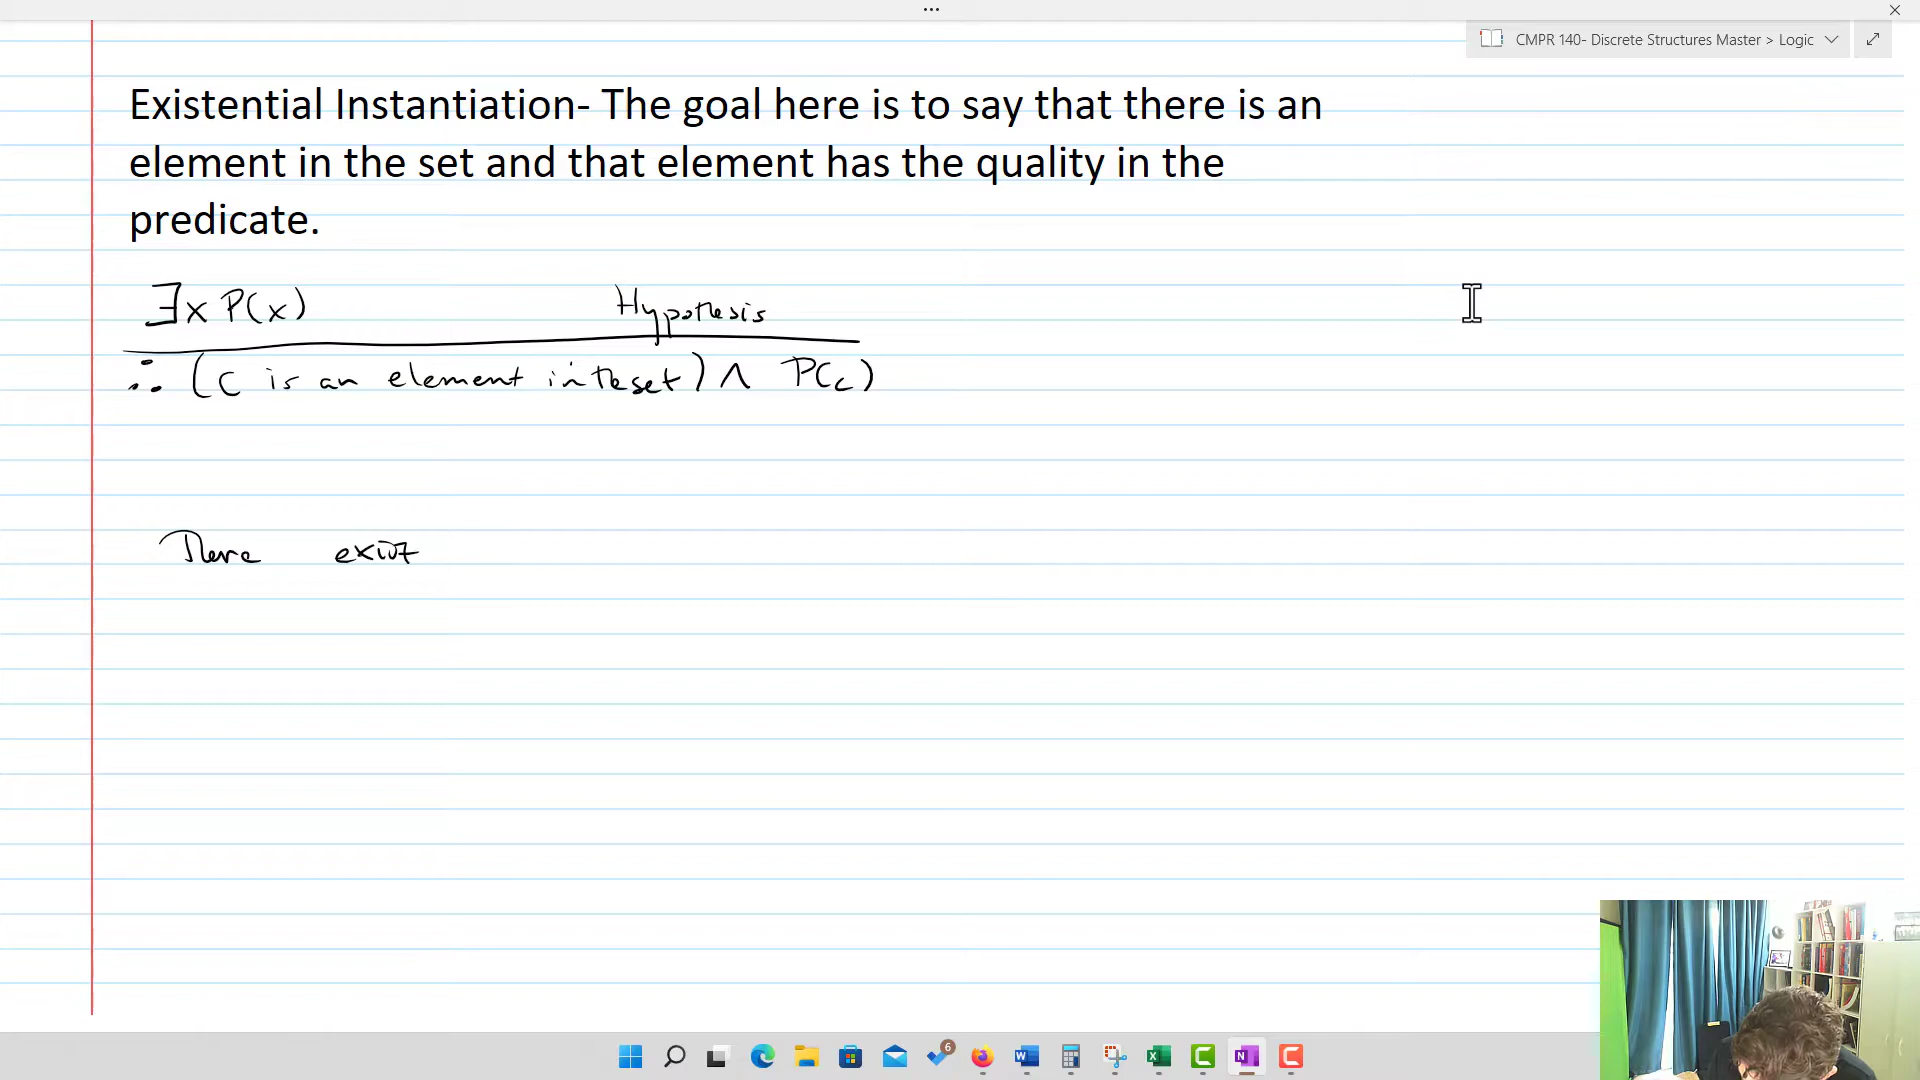 CMPR 140- Discrete Structures Master > Logic
Existential Instantiation- The goal here is to say that there is an
element in the set and that element has the quality in the
predicate.
∃x P(x) Hypothesis
∴ (C is an element in the set) ∧ P(c)
There exist
6